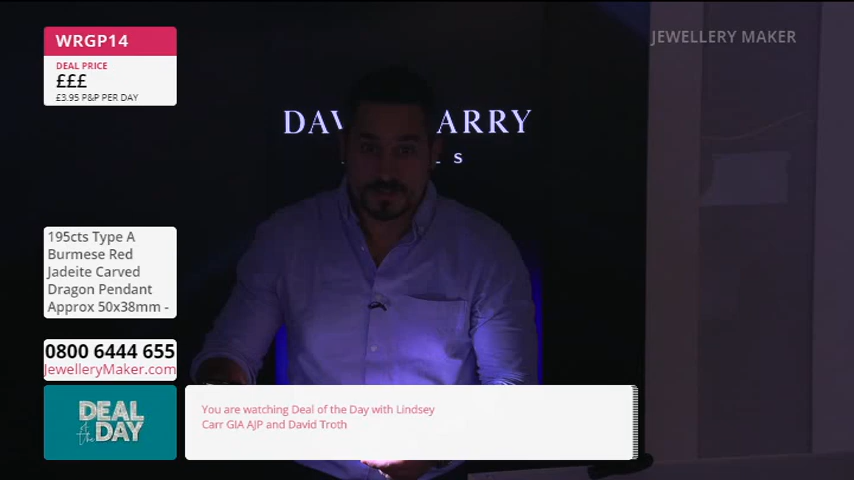 WRGP14
DEAL PRICE
£££
£3.95 P&P PER DAY
JEWELLERY MAKER
195cts Type A
Burmese Red
Jadeite Carved
Dragon Pendant
Approx 50x38mm -
0800 6444 655
JewelleryMaker.com
DEAL
of the
DAY
You are watching Deal of the Day with Lindsey
Carr GIA AJP and David Troth